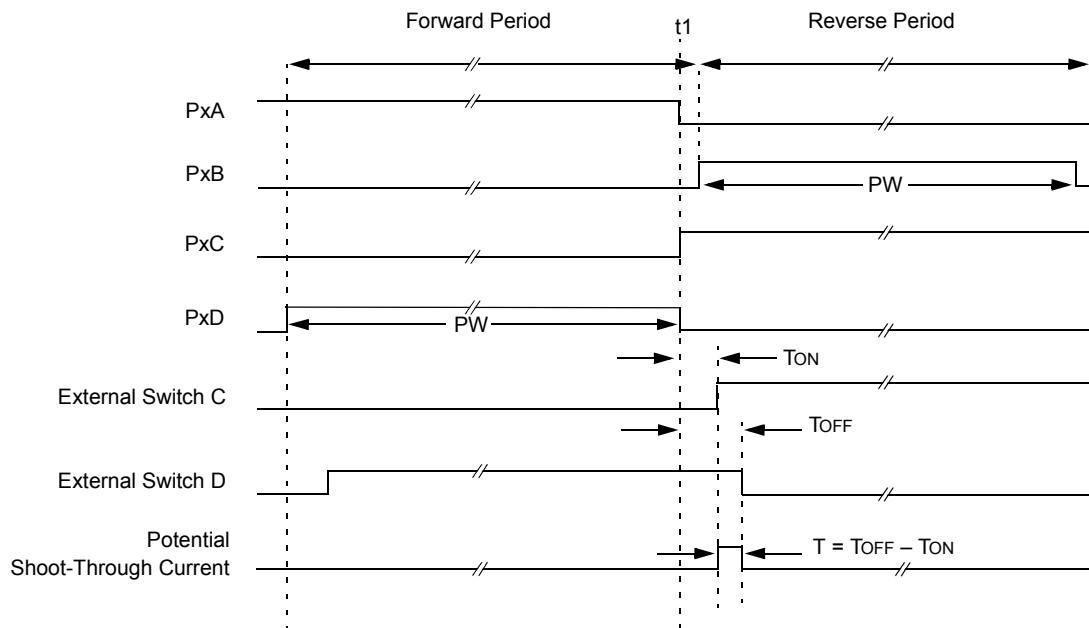 Forward Period
t1
Reverse Period
PxA
PxB
PW
PxC
PxD
PW
TON
External Switch C
TOFF
External Switch D
Potential
Shoot-Through Current
T = TOFF – TON